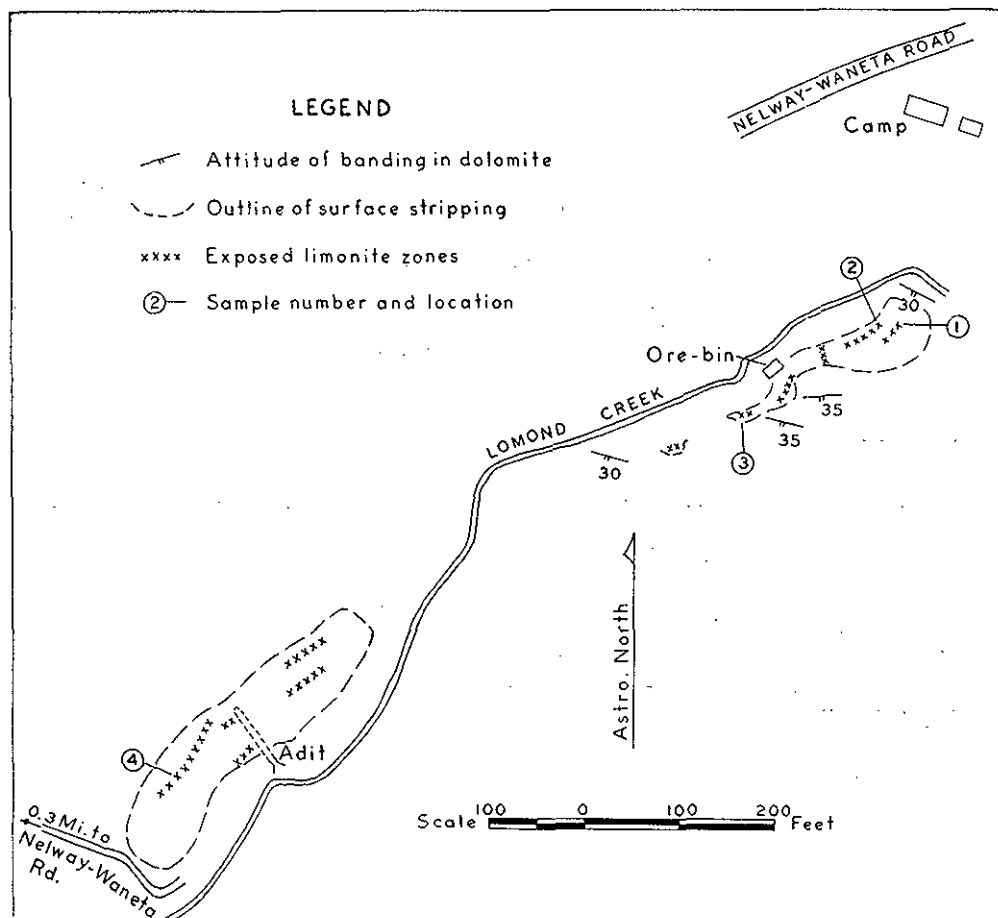 NELWAY-WANETA ROAD
Camp
LEGEND
Attitude of banding in dolomite
Outline of surface stripping
xxxx Exposed limonite zones
② Sample number and location
②
30
①
Ore-bin
LOMOND CREEK
35
35
③
30
Astro. North
④
Adit
Scale 100 0 100 200 Feet
0.3 Mi. to
Nelway-Waneta
Rd.